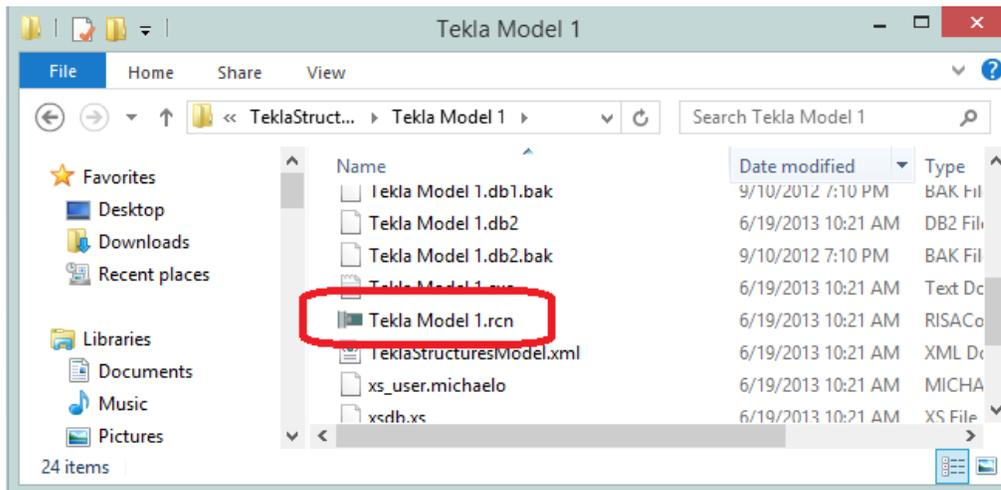 Tekla Model 1
File Home Share View
« TeklaStruct... Tekla Model 1 Search Tekla Model 1
Favorites
Desktop
Downloads
Recent places
Libraries
Documents
Music
Pictures
Name Date modified Type
Tekla Model 1.db1.bak 9/10/2012 7:10 PM BAK Fil
Tekla Model 1.db2 6/19/2013 10:21 AM DB2 File
Tekla Model 1.db2.bak 9/10/2012 7:10 PM BAK Fil
Tekla Model 1 6/19/2013 10:21 AM Text Do
Tekla Model 1.rcn 6/19/2013 10:21 AM RISACo
TeklaStructuresModel.xml 6/19/2013 10:21 AM XML Do
xs_user.michaelo 6/19/2013 10:21 AM MICHA
xsdb.xs 6/19/2013 10:21 AM XS File
24 items